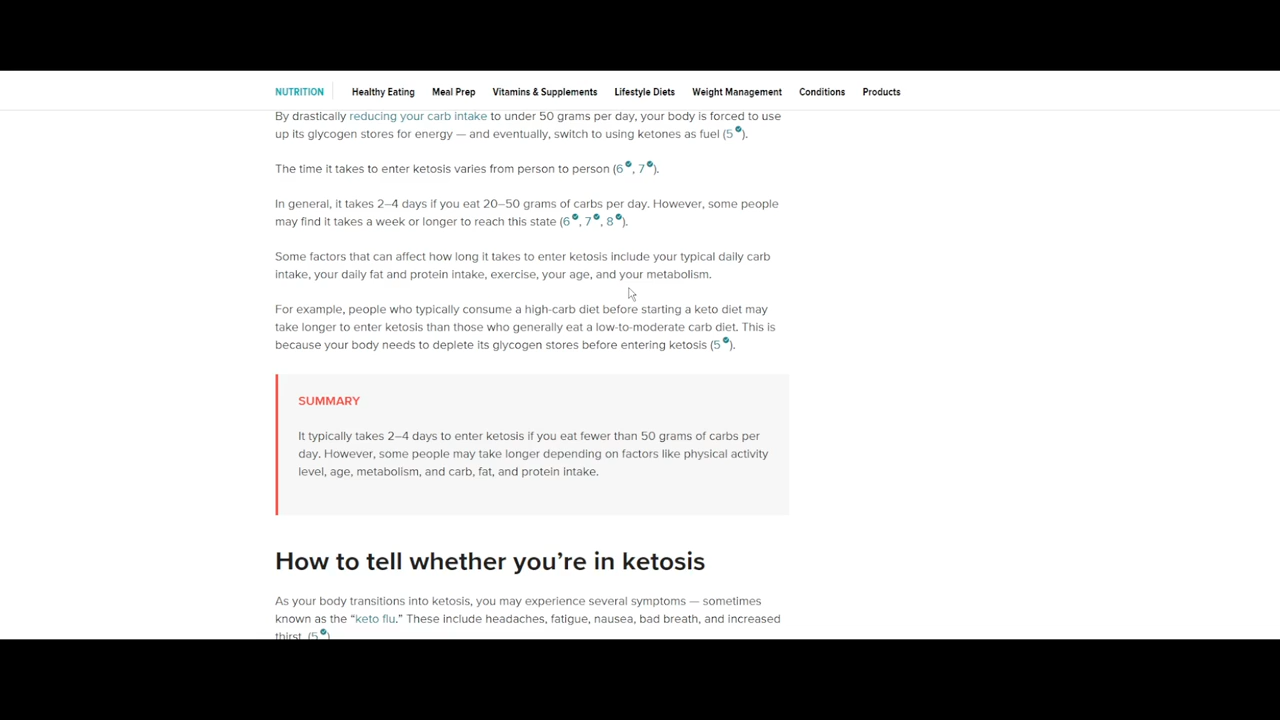 NUTRITION Healthy Eating Meal Prep Vitamins & Supplements Lifestyle Diets Weight Management Conditions Products
By drastically reducing your carb intake to under 50 grams per day, your body is forced to use
up its glycogen stores for energy — and eventually, switch to using ketones as fuel (5).
The time it takes to enter ketosis varies from person to person (6, 7).
In general, it takes 2–4 days if you eat 20–50 grams of carbs per day. However, some people
may find it takes a week or longer to reach this state (6, 7, 8).
Some factors that can affect how long it takes to enter ketosis include your typical daily carb
intake, your daily fat and protein intake, exercise, your age, and your metabolism.
For example, people who typically consume a high-carb diet before starting a keto diet may
take longer to enter ketosis than those who generally eat a low-to-moderate carb diet. This is
because your body needs to deplete its glycogen stores before entering ketosis (5).
SUMMARY
It typically takes 2–4 days to enter ketosis if you eat fewer than 50 grams of carbs per
day. However, some people may take longer depending on factors like physical activity
level, age, metabolism, and carb, fat, and protein intake.
How to tell whether you’re in ketosis
As your body transitions into ketosis, you may experience several symptoms — sometimes
known as the “keto flu.” These include headaches, fatigue, nausea, bad breath, and increased
thirst. (5)